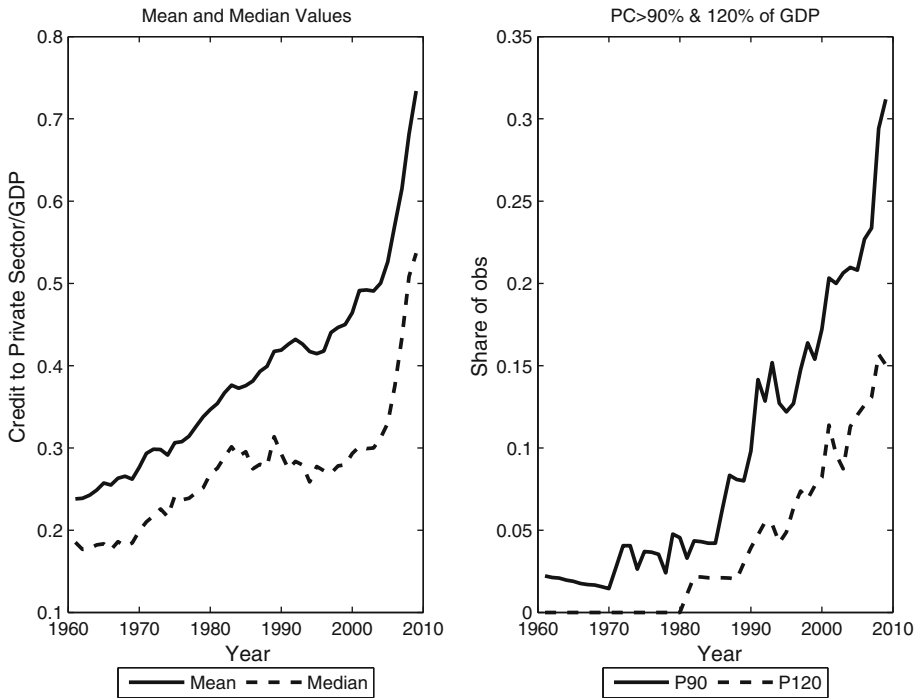 Mean and Median Values
0.8
0.7
0.6
0.5
0.4
0.3
0.2
0.1
Credit to Private Sector/GDP
1960 1970 1980 1990 2000 2010
Year
Mean Median
PC>90% & 120% of GDP
0.35
0.3
0.25
0.2
0.15
0.1
0.05
0
Share of obs
1960 1970 1980 1990 2000 2010
Year
P90 P120